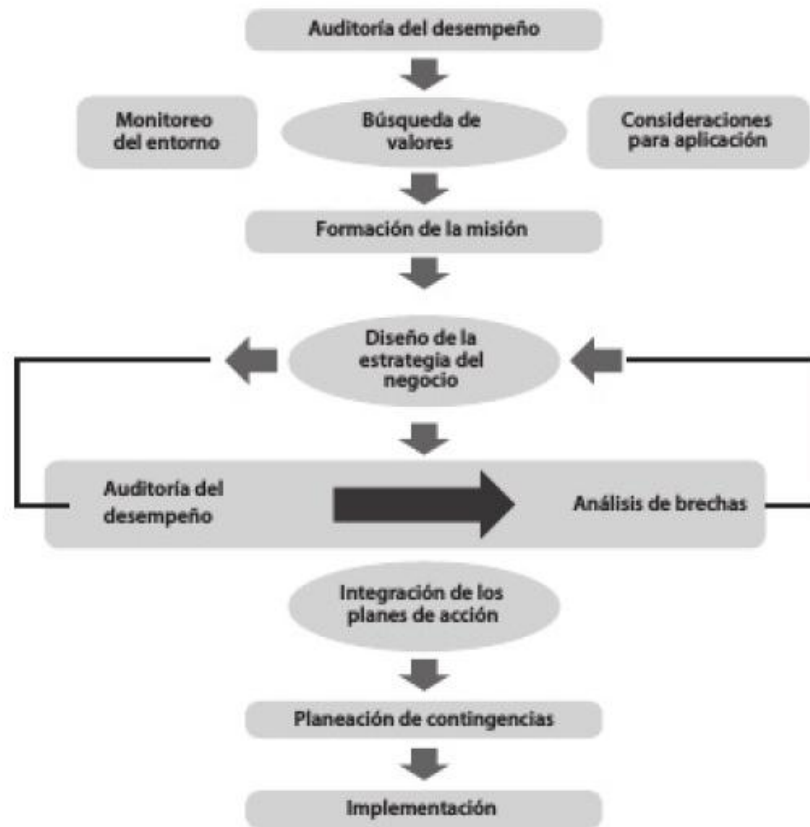 Auditoría del desempeño
Monitoreo
del entorno
Búsqueda de
valores
Consideraciones
para aplicación
Formación de la misión
Diseño de la
estrategia del
negocio
Auditoría del
desempeño
Análisis de brechas
Integración de los
planes de acción
Planeación de contingencias
Implementación